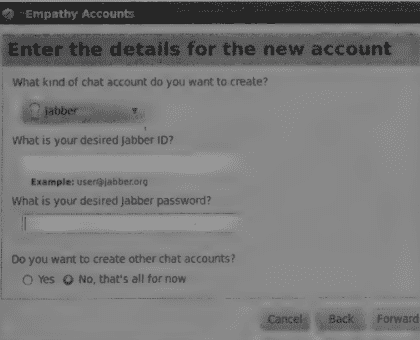 Empathy Accounts
Enter the details for the new account
What kind of chat account do you want to create?
Jabber
What is your desired Jabber ID?
Example: user@jabber.org
What is your desired Jabber password?
Do you want to create other chat accounts?
Yes No, that's all for now
Cancel Back Forward